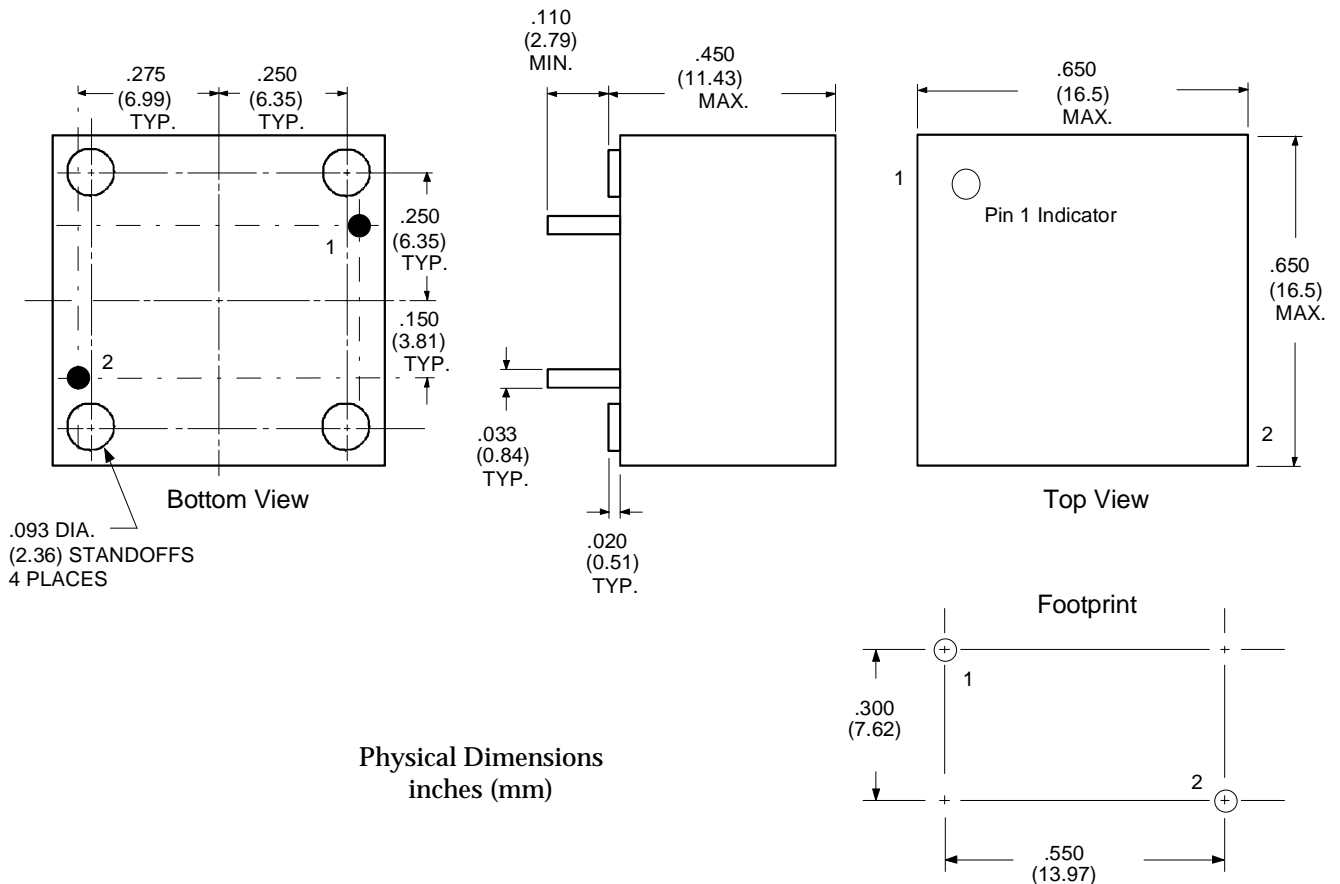 .275
(6.99)
TYP.
.250
(6.35)
TYP.
.250
(6.35)
TYP.
.150
(3.81)
TYP.
1
2
Bottom View
.093 DIA.
(2.36) STANDOFFS
4 PLACES
.110
(2.79)
MIN.
.450
(11.43)
MAX.
.033
(0.84)
TYP.
.020
(0.51)
TYP.
.650
(16.5)
MAX.
1
Pin 1 Indicator
.650
(16.5)
MAX.
2
Top View
Footprint
1
.300
(7.62)
2
.550
(13.97)
Physical Dimensions
inches (mm)